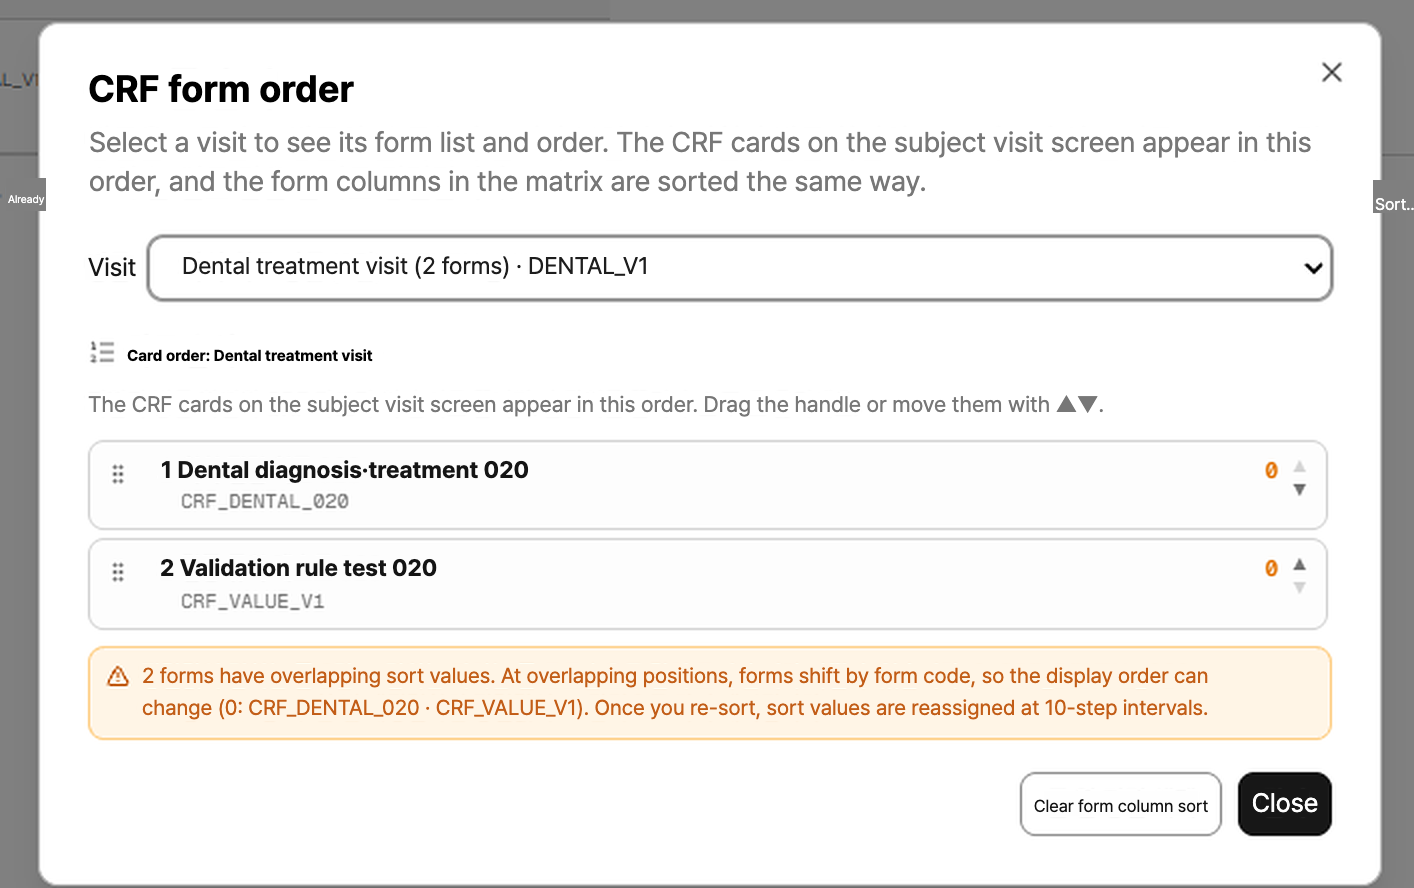 CRF form order
Select a visit to see its form list and order. The CRF cards on the subject visit screen appear in this
order, and the form columns in the matrix are sorted the same way.
Already
Sort..
Visit
Dental treatment visit (2 forms) · DENTAL_V1
Card order: Dental treatment visit
The CRF cards on the subject visit screen appear in this order. Drag the handle or move them with ▲▼.
1 Dental diagnosis·treatment 020
0
CRF_DENTAL_020
2 Validation rule test 020
0
CRF_VALUE_V1
2 forms have overlapping sort values. At overlapping positions, forms shift by form code, so the display order can
change (0: CRF_DENTAL_020 · CRF_VALUE_V1). Once you re-sort, sort values are reassigned at 10-step intervals.
Clear form column sort
Close